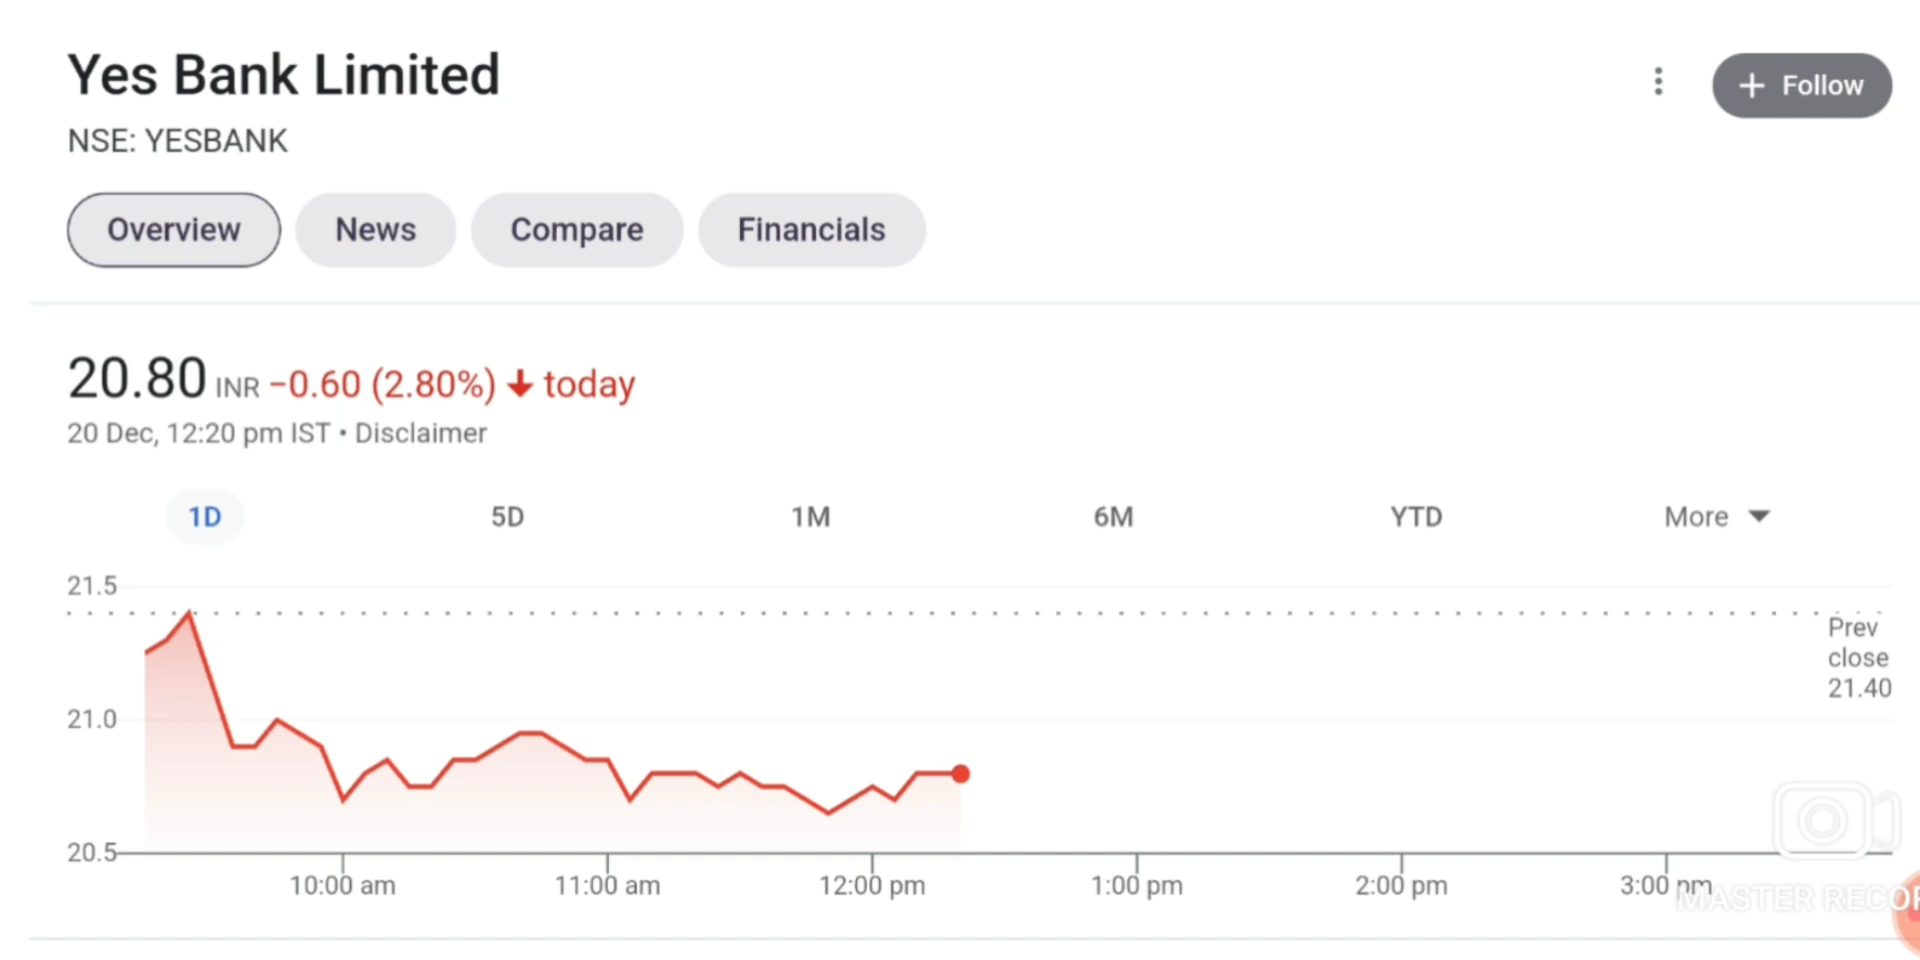 Yes Bank Limited
+ Follow
NSE: YESBANK
Overview News Compare Financials
20.80 INR −0.60 (2.80%) ↓ today
20 Dec, 12:20 pm IST • Disclaimer
1D 5D 1M 6M YTD More
21.5
Prev
close
21.40
21.0
20.5
10:00 am 11:00 am 12:00 pm 1:00 pm 2:00 pm 3:00 pm
MASTER